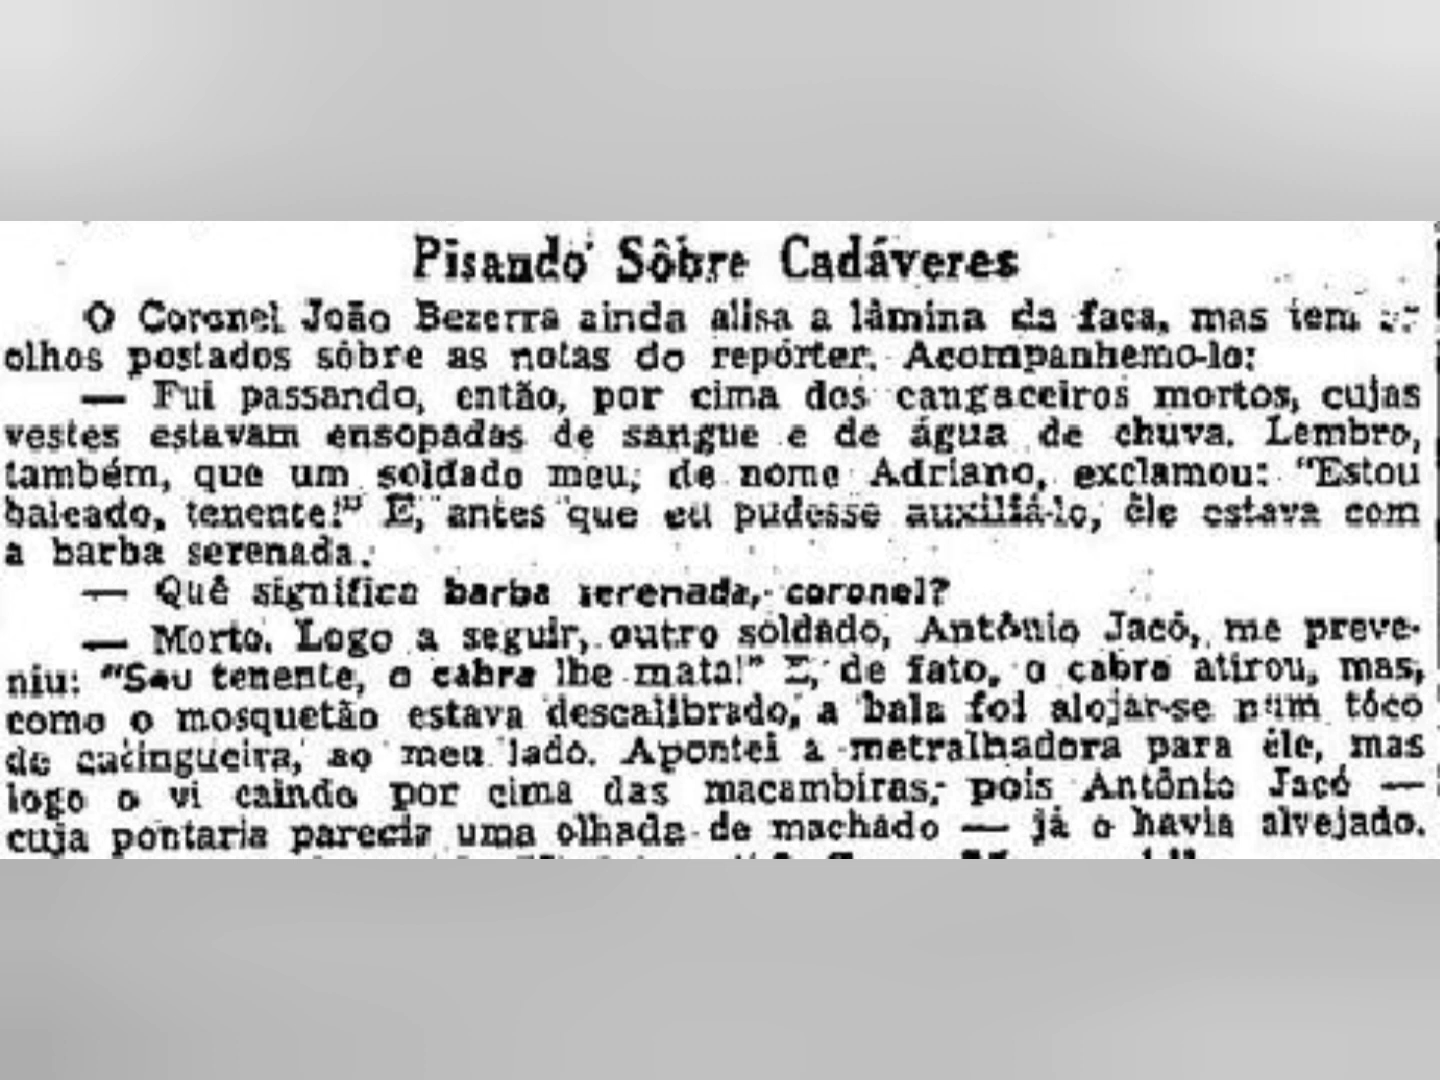 Pisando Sôbre Cadáveres
O Coronel João Bezerra ainda alisa a lâmina da faca, mas tem
olhos postados sôbre as notas do repórter. Acompanhemo-lo:
— Fui passando, então, por cima dos cangaceiros mortos, cujas
vestes estavam ensopadas de sangue e de água de chuva. Lembro,
também, que um soldado meu, de nome Adriano, exclamou: "Estou
baleado, tenente!" E, antes que eu pudesse auxiliá-lo, êle estava com
a barba serenada.
— Quê significa barba serenada, coronel?
— Morto. Logo a seguir, outro soldado, Antônio Jacó, me preve-
niu: "Seu tenente, o cabra lhe mata!" E, de fato, o cabra atirou, mas,
como o mosquetão estava descalibrado, a bala foi alojar-se num tôco
de catingueira, ao meu lado. Apontei a metralhadora para êle, mas
logo o vi caindo por cima das macambiras, pois Antônio Jacó —
cuja pontaria parecia uma olhada de machado — já o havia alvejado.